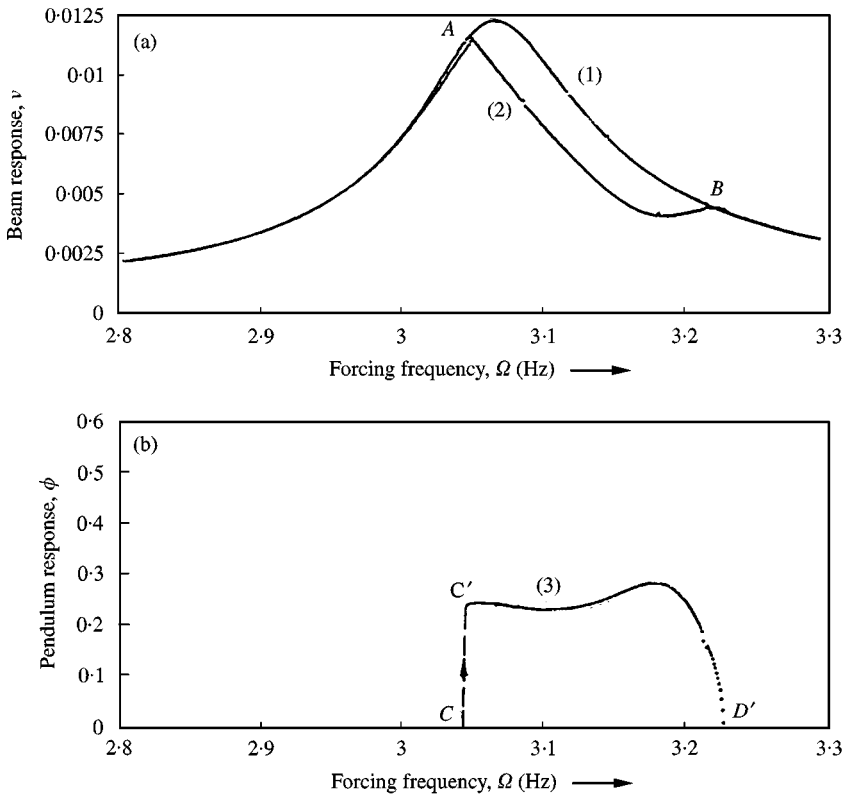 0·0125
(a)
A
0·01
(1)
(2)
0·0075
Beam response, v
0·005
B
0·0025
0
2·8
2·9
3
3·1
3·2
3·3
Forcing frequency, Ω (Hz)
0·6
(b)
0·5
0·4
Pendulum response, ϕ
0·3
C′
(3)
0·2
0·1
C
D′
0
2·8
2·9
3
3·1
3·2
3·3
Forcing frequency, Ω (Hz)